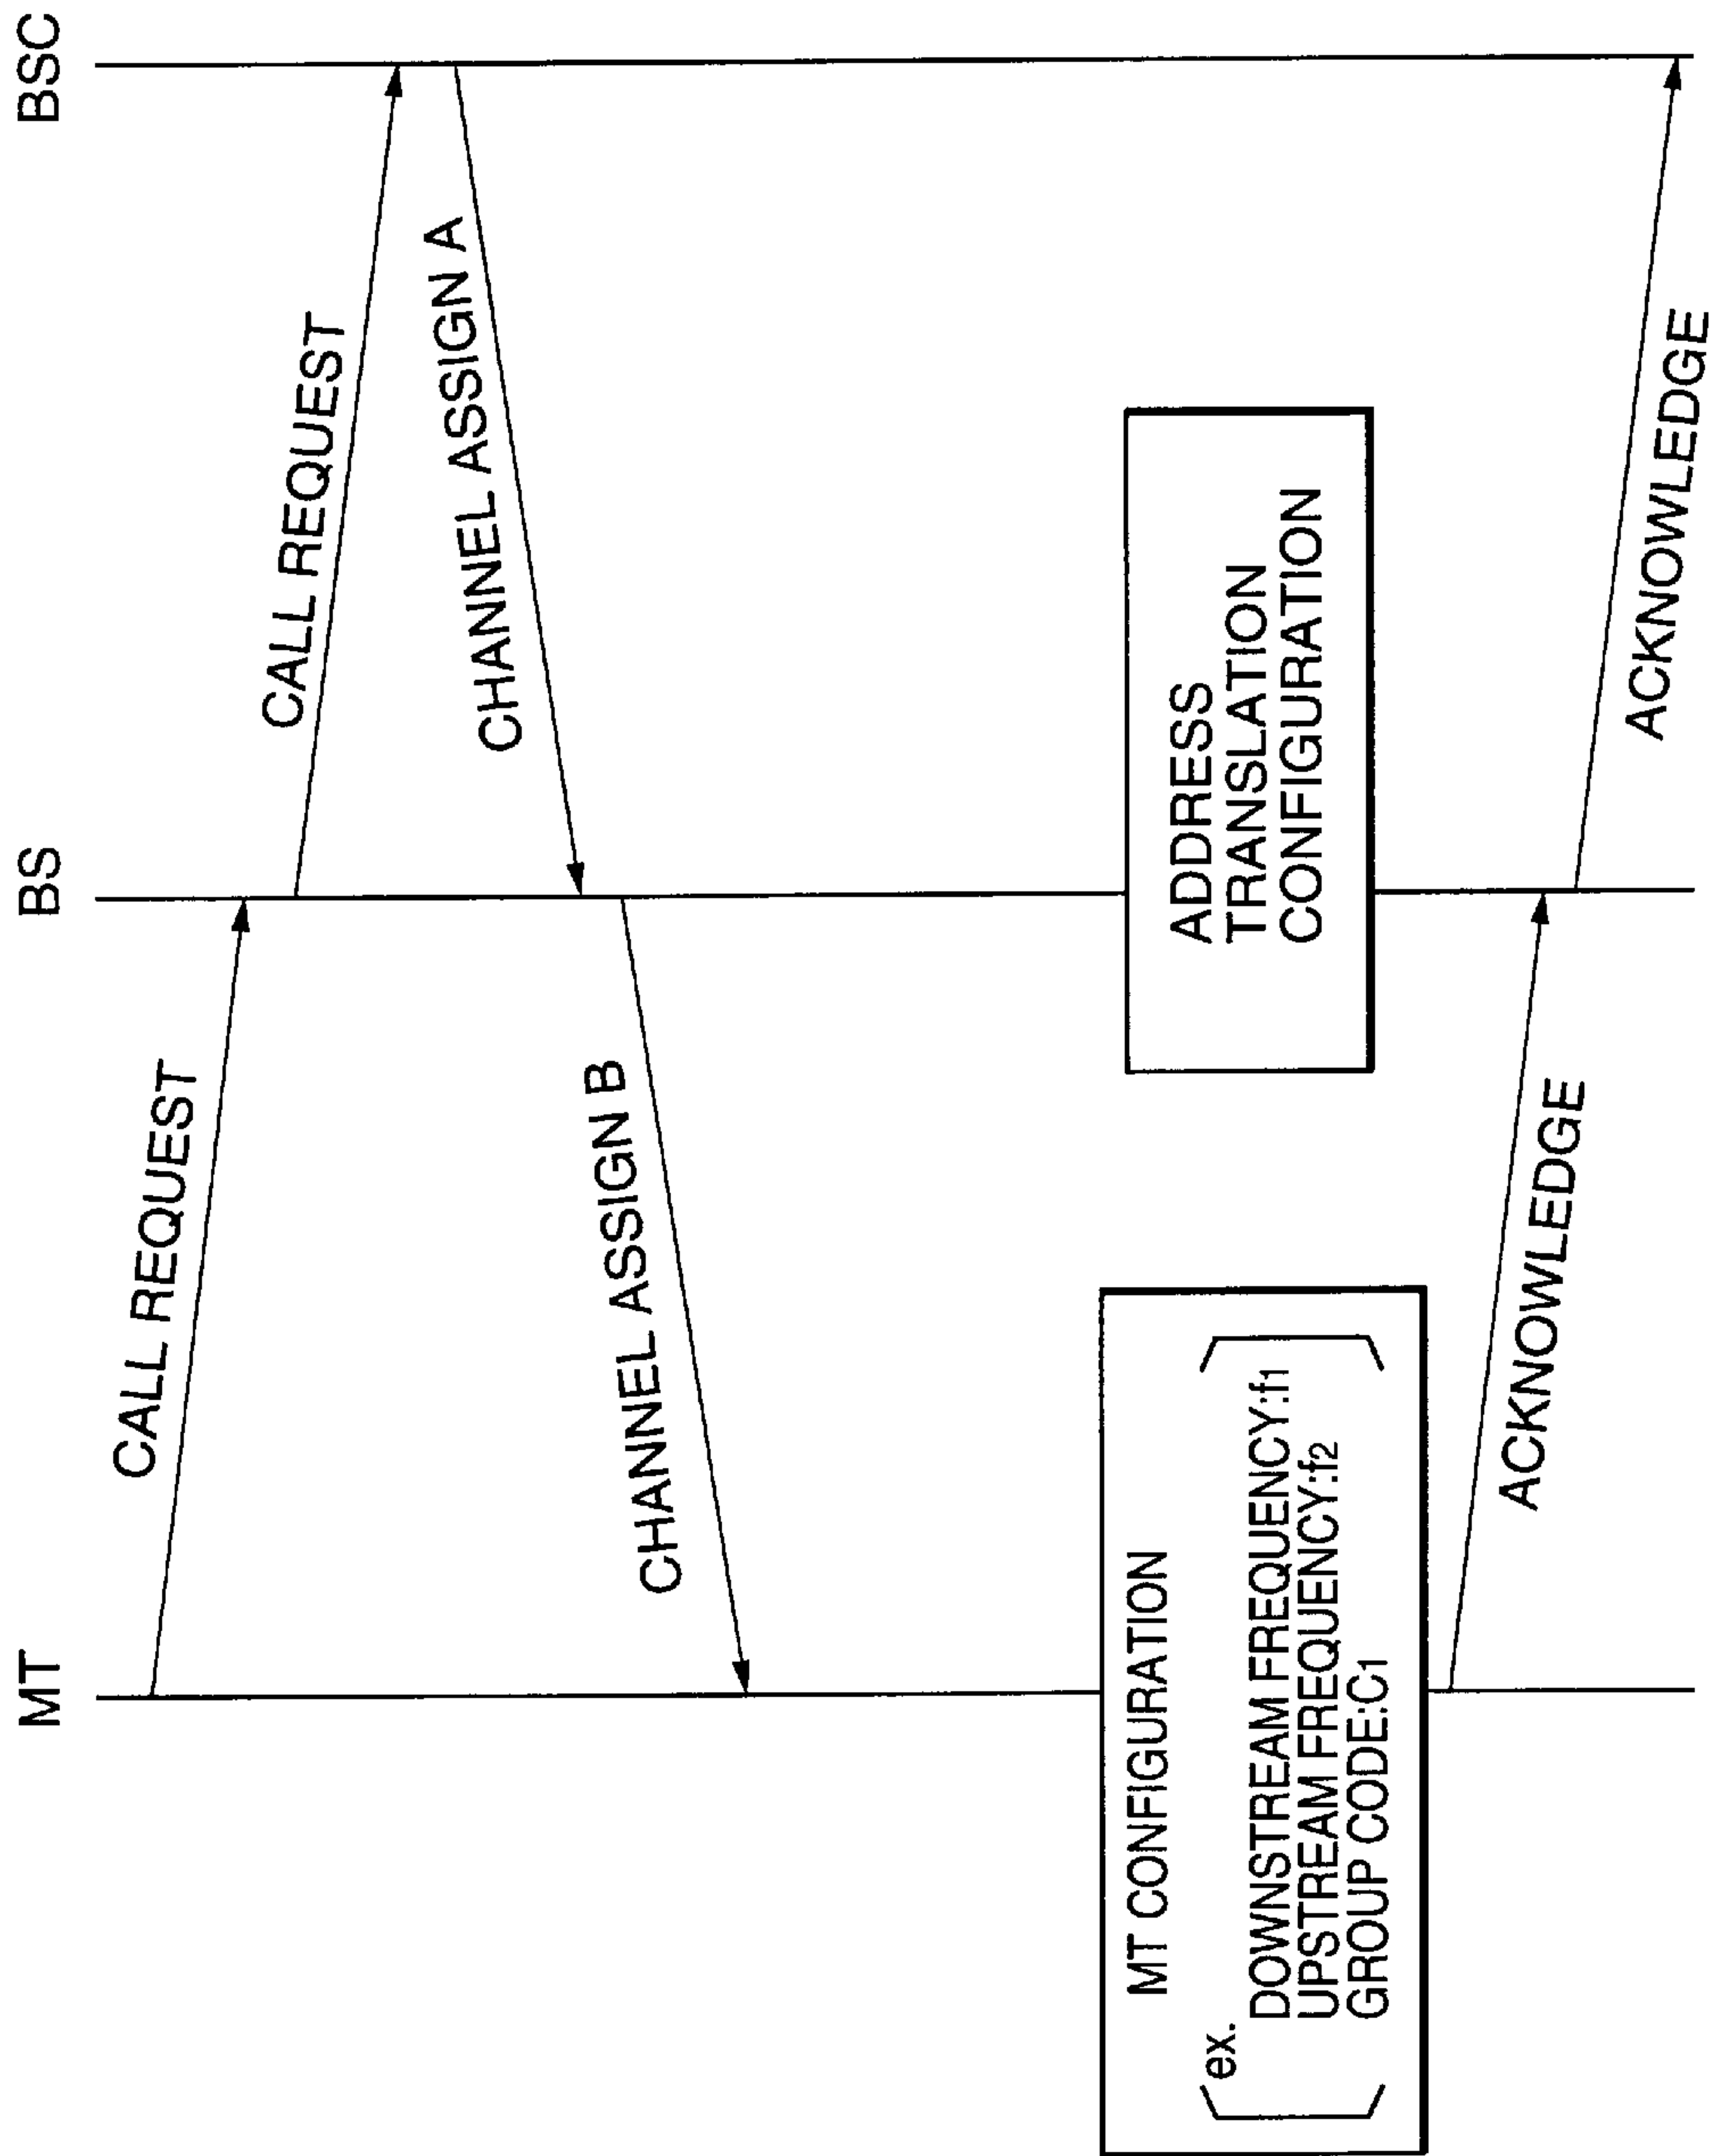 MT
BS
BSC
CALL REQUEST
CALL REQUEST
CHANNEL ASSIGN A
CHANNEL ASSIGN B
MT CONFIGURATION
ex.
DOWNSTREAM FREQUENCY:f1
UPSTREAM FREQUENCY:f2
GROUP CODE:C1
ADDRESS
TRANSLATION
CONFIGURATION
ACKNOWLEDGE
ACKNOWLEDGE